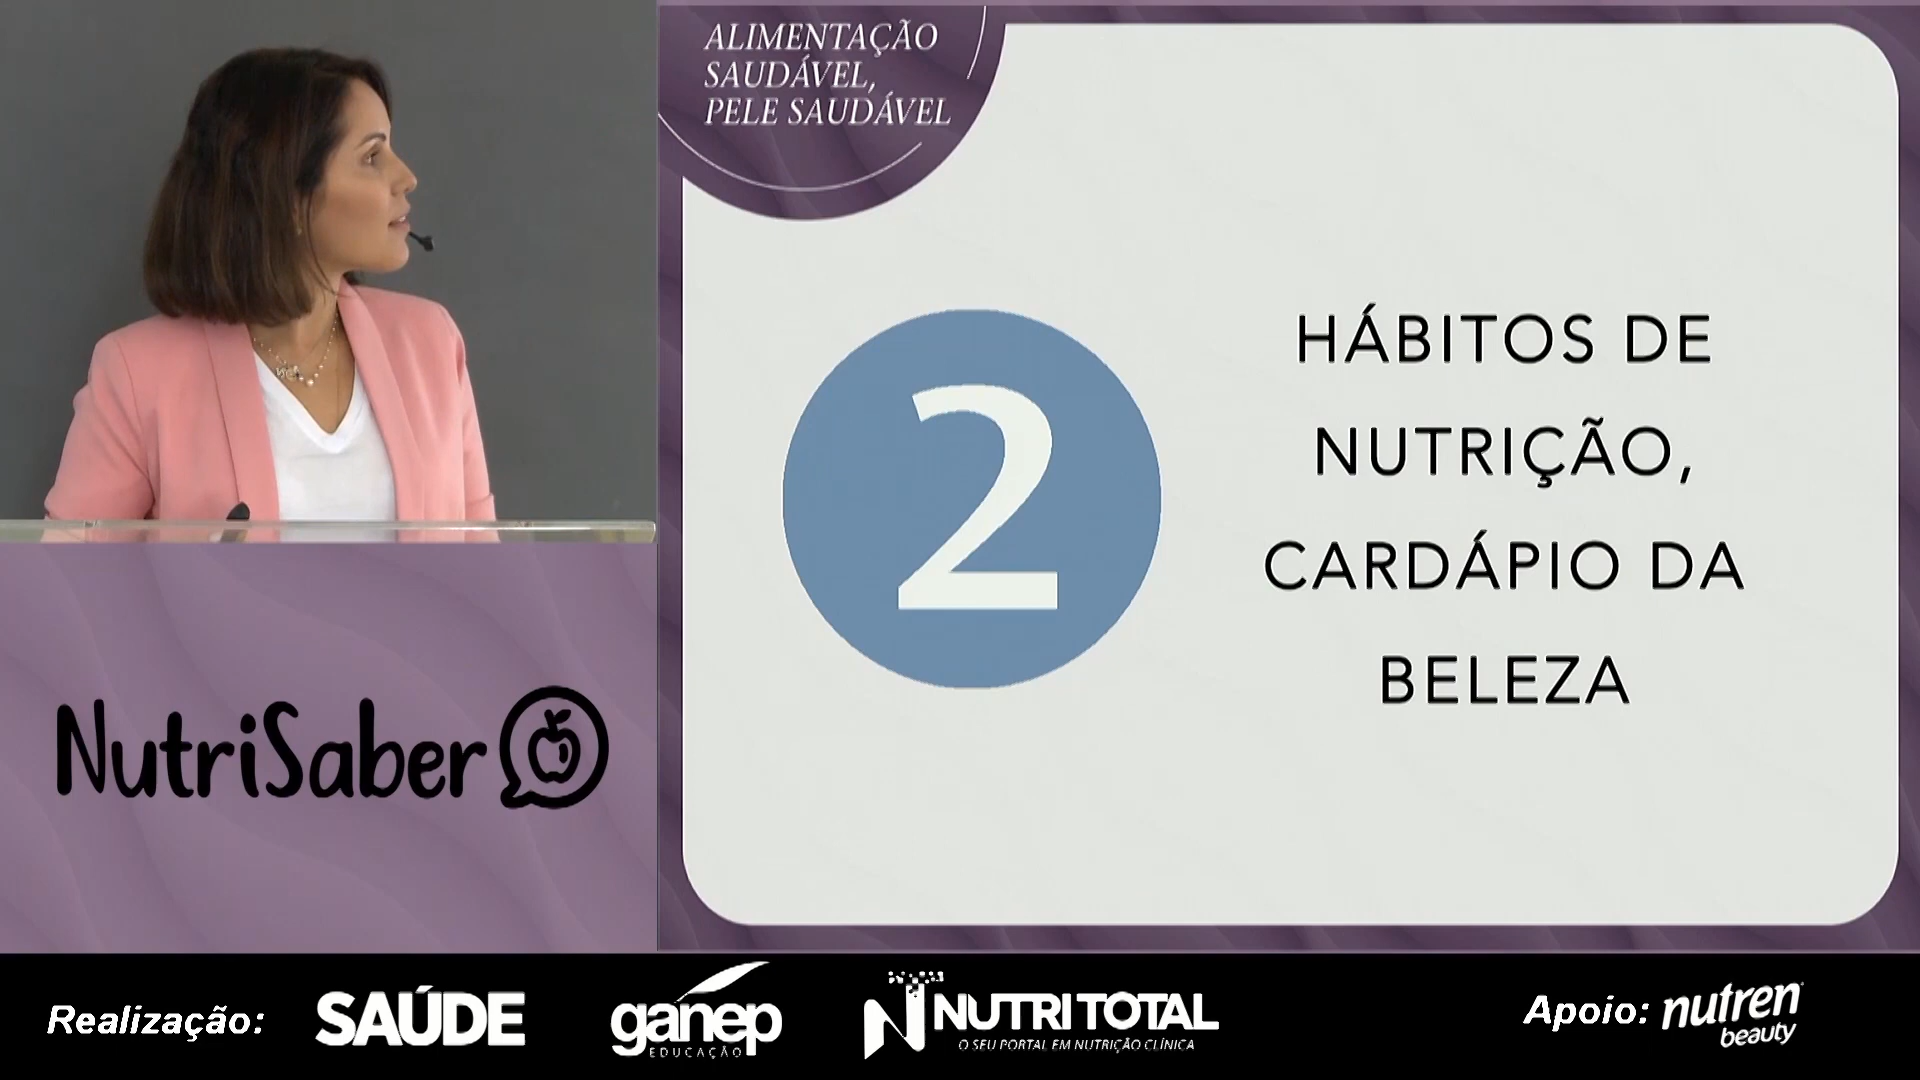 ALIMENTAÇÃO
SAUDÁVEL,
PELE SAUDÁVEL
2
HÁBITOS DE
NUTRIÇÃO,
CARDÁPIO DA
BELEZA
NutriSaber
Realização:
SAÚDE
ganep
EDUCAÇÃO
N NUTRITOTAL
O SEU PORTAL EM NUTRIÇÃO CLÍNICA
Apoio:
nutren
beauty